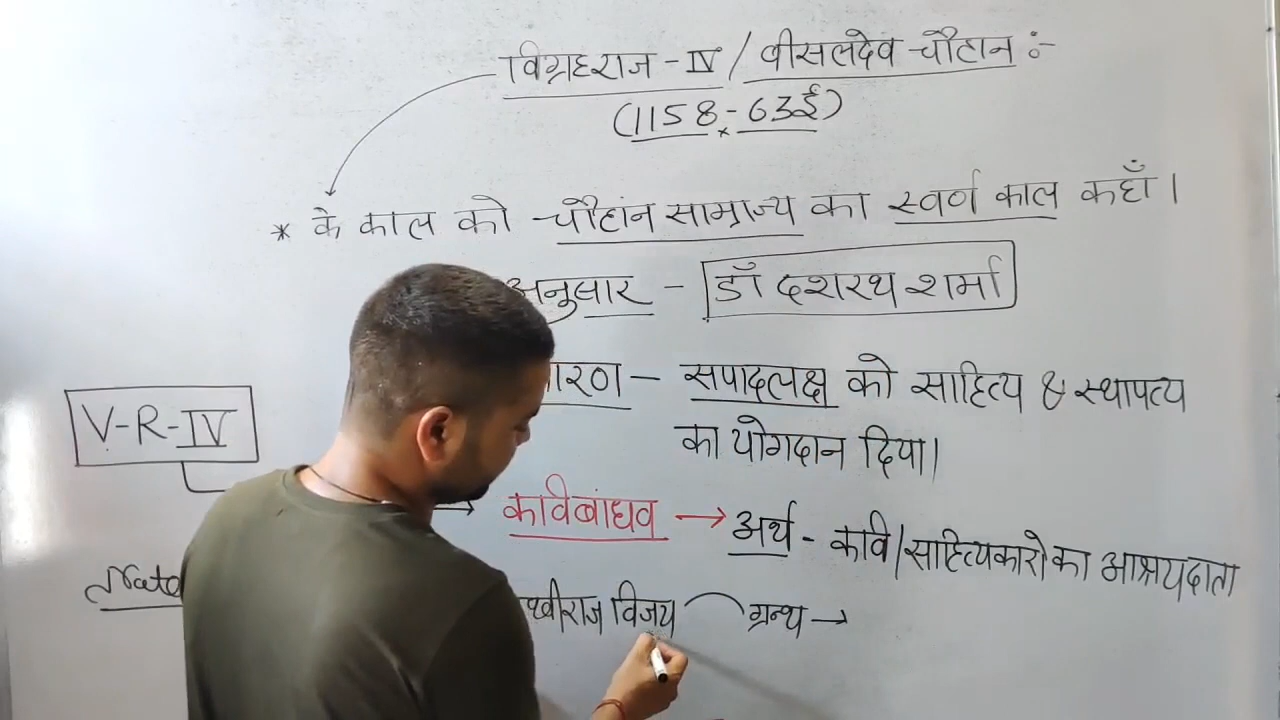 विग्रहराज - IV / वीसलदेव चौहान :-
(1158 - 63ई)
* के काल को चौहान साम्राज्य का स्वर्ण काल कहाँ।
अनुसार - डॉ दशरथ शर्मा
सपादलक्ष को साहित्य & स्थापत्य
का योगदान दिया।
V-R-IV
→ कविबांधव → अर्थ - कवि/साहित्यकारो का आश्रयदाता
विजय ग्रन्थ →